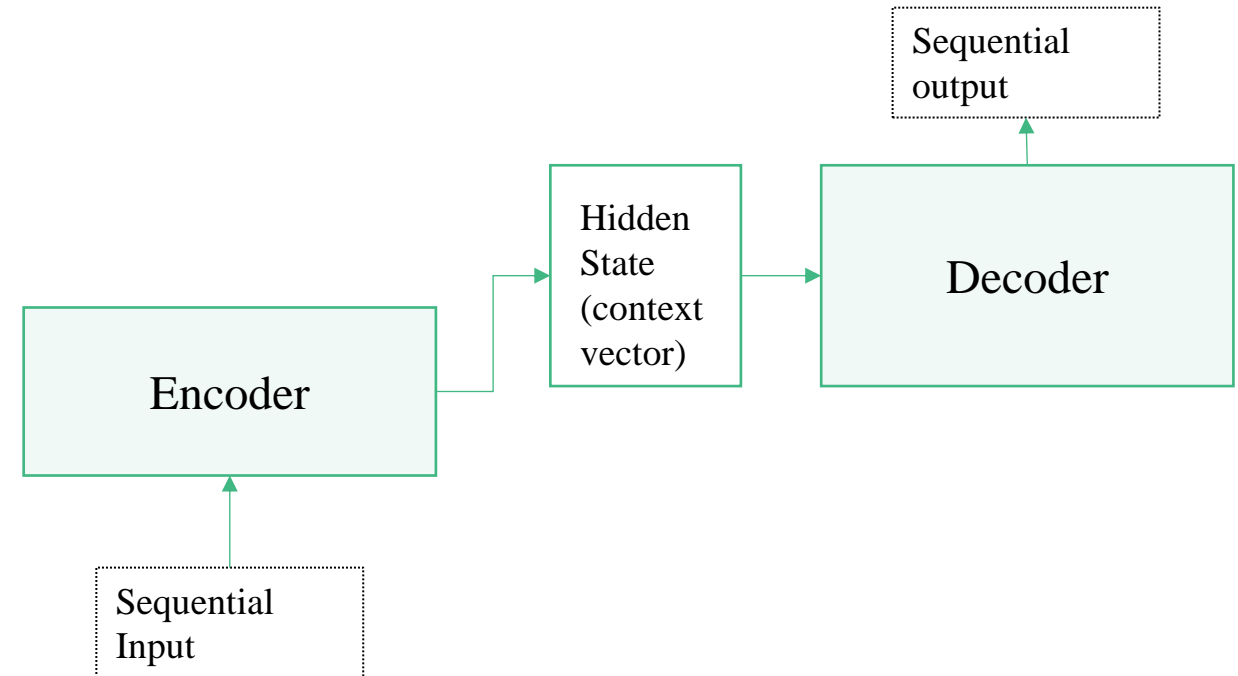 Sequential
output
Hidden
State
(context
vector)
Decoder
Encoder
Sequential
Input